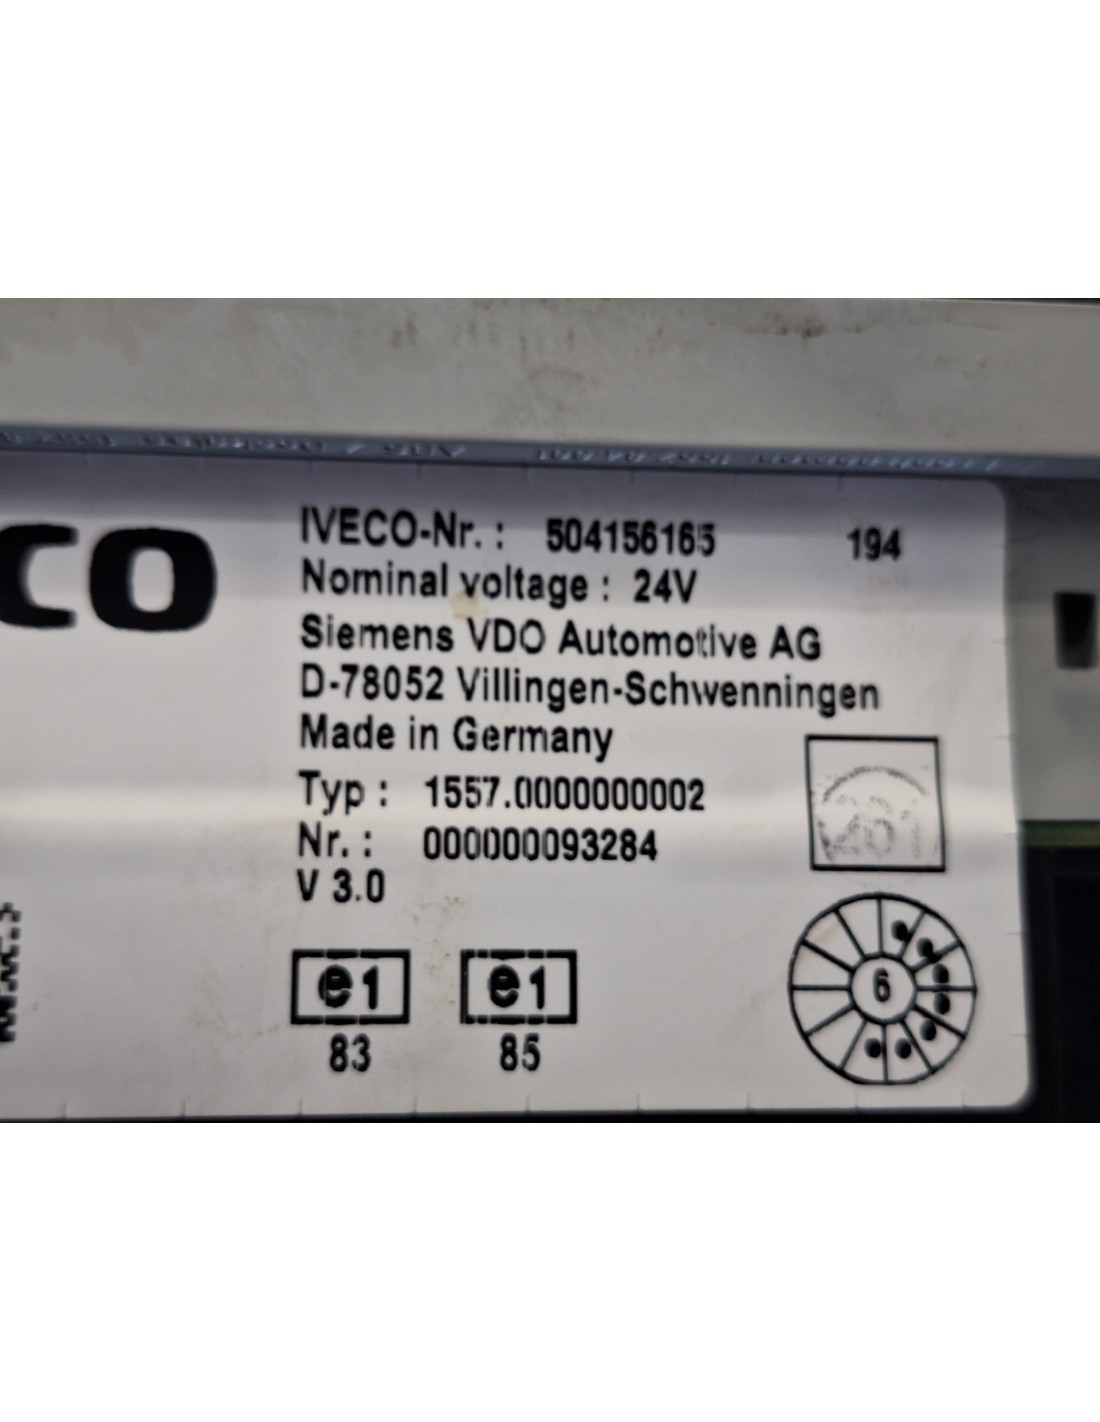 CO
IVECO-Nr. : 504156165 194
Nominal voltage : 24V
Siemens VDO Automotive AG
D-78052 Villingen-Schwenningen
Made in Germany
Typ : 1557.0000000002
Nr. : 000000093284
V 3.0
261
e1 e1
83 85
6